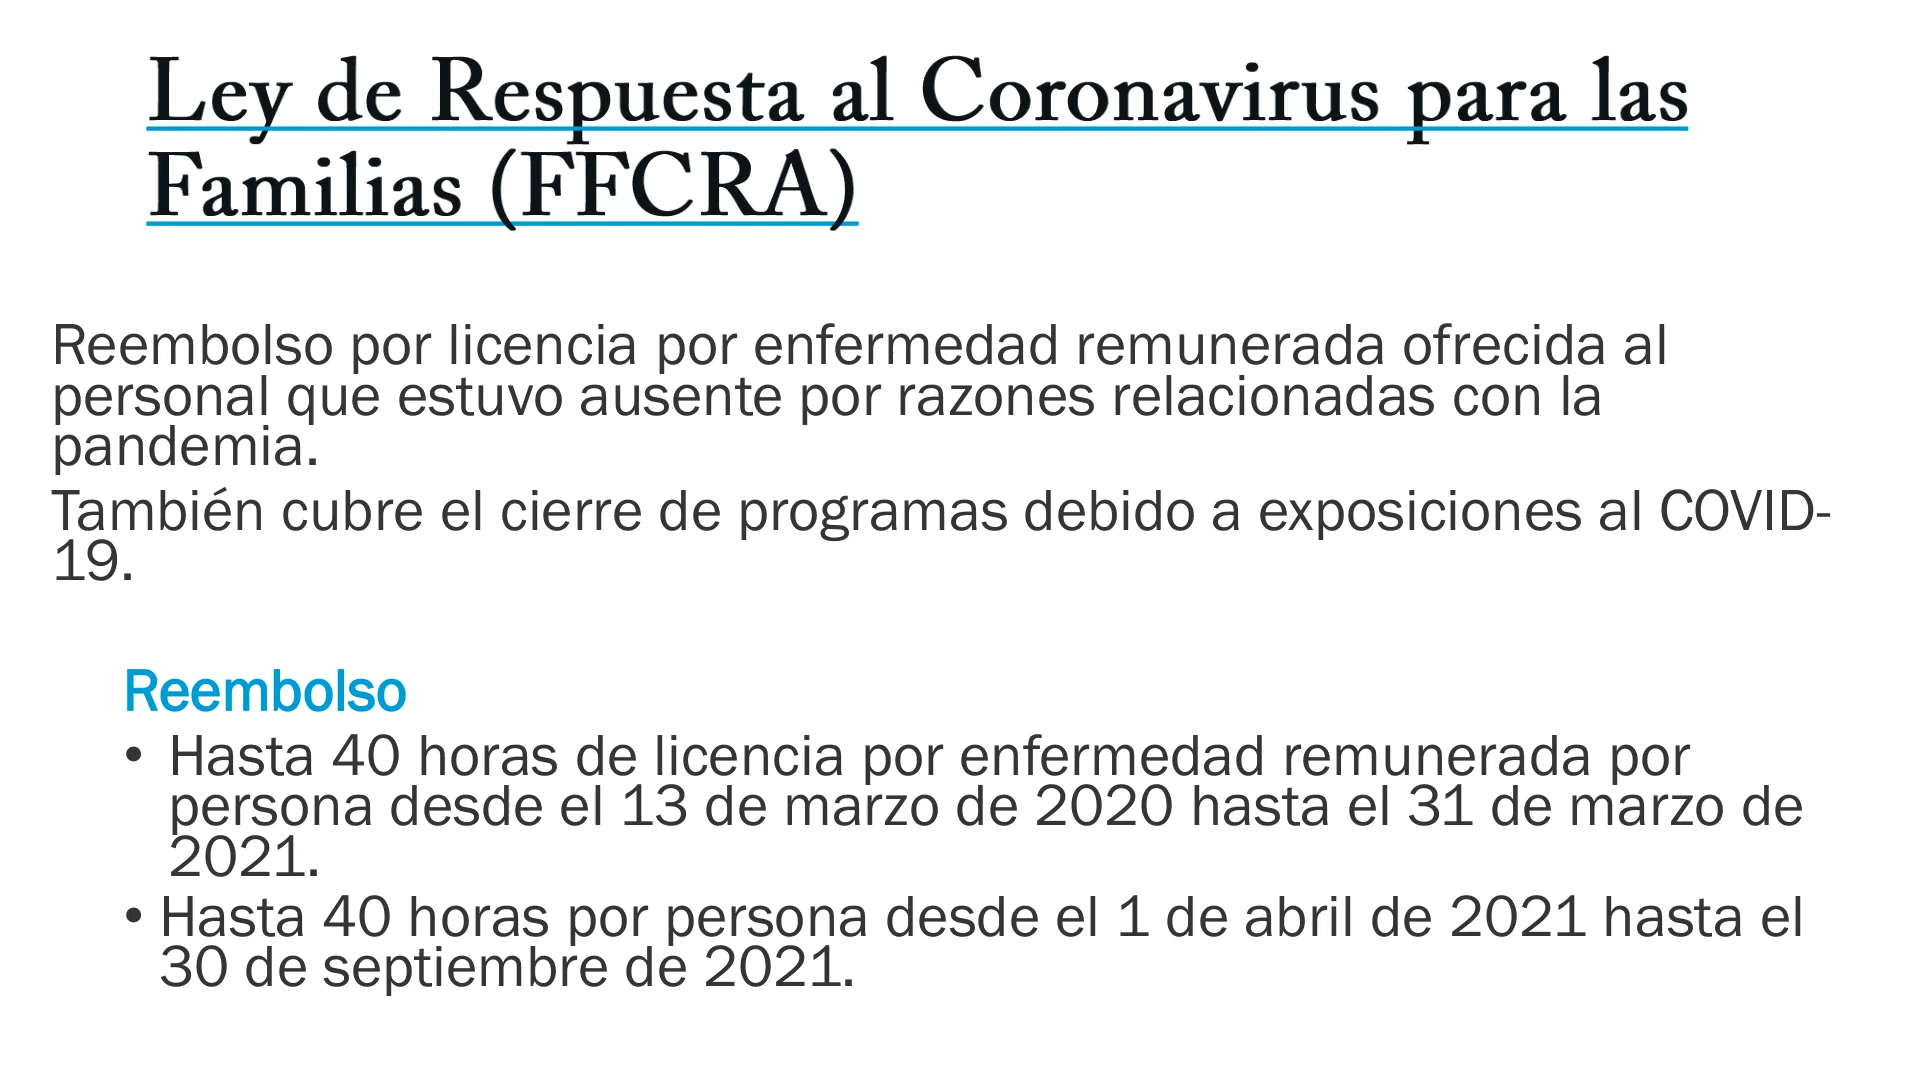 Ley de Respuesta al Coronavirus para las
Familias (FFCRA)
Reembolso por licencia por enfermedad remunerada ofrecida al
personal que estuvo ausente por razones relacionadas con la
pandemia.
También cubre el cierre de programas debido a exposiciones al COVID-
19.
Reembolso
• Hasta 40 horas de licencia por enfermedad remunerada por
persona desde el 13 de marzo de 2020 hasta el 31 de marzo de
2021.
• Hasta 40 horas por persona desde el 1 de abril de 2021 hasta el
30 de septiembre de 2021.